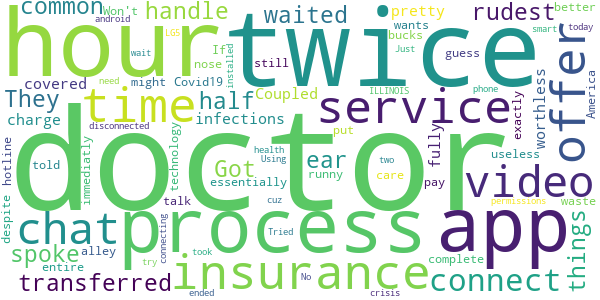 common
won't
handle
waited
pretty
rudest
better
hour
android
LG5
twice
offer
If
nose
wants
bucks
today
wait
still
Just
guess
smart
covered
might
Covid19
installed
need
phone
They
time
half
service
exactly
worthless
America
charge
infections
Coupled
put
ILLINOIS
hotline
disconnected
fully
told
doctor
immediatly
technology
Got
ear
health
two
useless
essentially
runny
Using
care
pay
video
despite
chat
process
talk
cuz
permissions
app
waste
things
spoke
alley
connecting
Tried
entire
try
took
complete
connect
transferred
insurance
ended
No
crisis